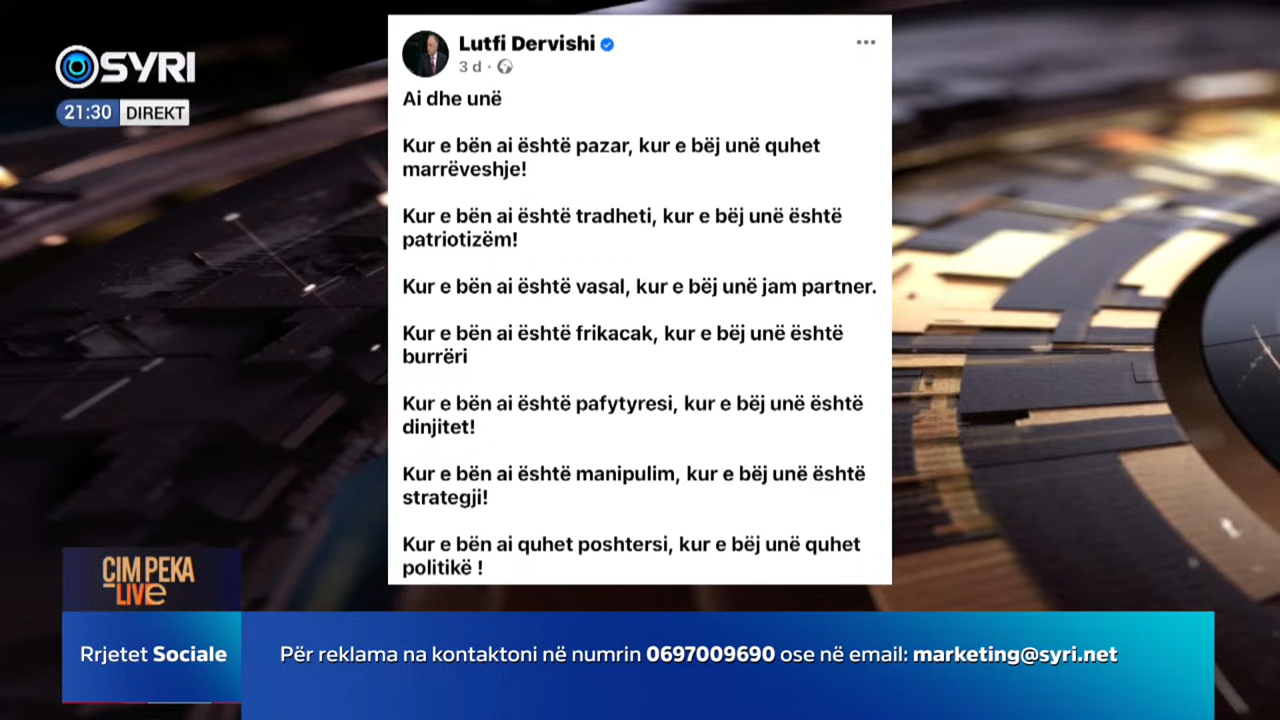 SYRI
21:30 DIREKT
Lutfi Dervishi
3 d
Ai dhe unë
Kur e bën ai është pazar, kur e bëj unë quhet
marrëveshje!
Kur e bën ai është tradheti, kur e bëj unë është
patriotizëm!
Kur e bën ai është vasal, kur e bëj unë jam partner.
Kur e bën ai është frikacak, kur e bëj unë është
burrëri
Kur e bën ai është pafytyresi, kur e bëj unë është
dinjitet!
Kur e bën ai është manipulim, kur e bëj unë është
strategji!
Kur e bën ai quhet poshtersi, kur e bëj unë quhet
politikë !
ÇIM PEKA
LIVE
Rrjetet Sociale
Për reklama na kontaktoni në numrin 0697009690 ose në email: marketing@syri.net